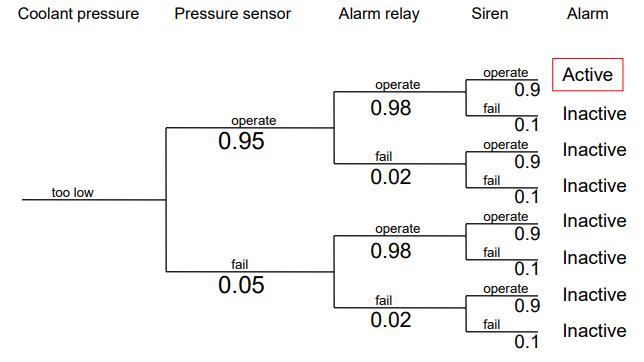 Coolant pressure Pressure sensor Alarm relay Siren Alarm
operate
Active
operate
0.9
0.98
fail
Inactive
operate
0.1
0.95
operate
Inactive
fail
0.9
0.02
fail
Inactive
too low
0.1
operate
Inactive
operate
0.9
0.98
fail
Inactive
fail
0.1
0.05
operate
Inactive
fail
0.9
0.02
fail
Inactive
0.1